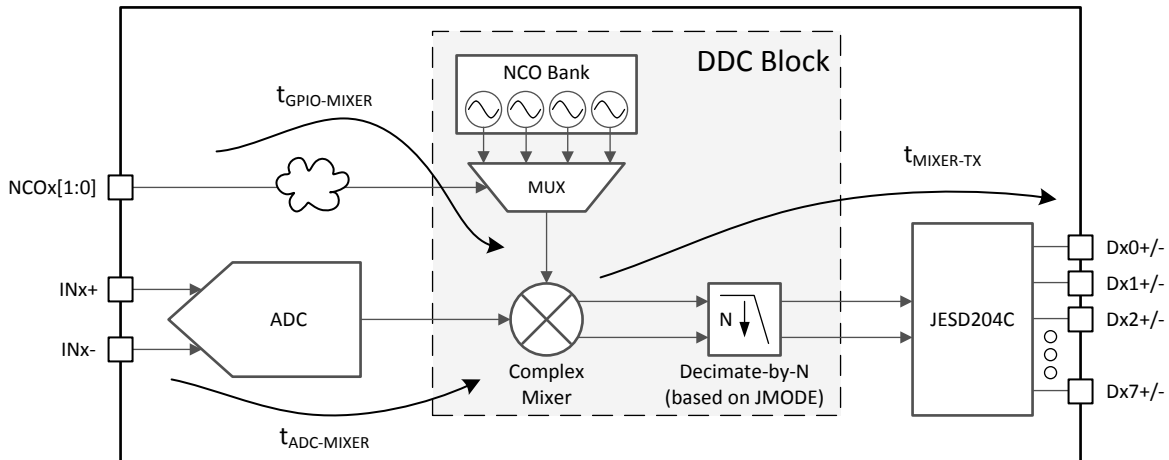 NCO Bank
DDC Block
tGPIO-MIXER
tMIXER-TX
MUX
NCOx[1:0]
INx+
INx-
ADC
N
JESD204C
Dx0+/-
Dx1+/-
Dx2+/-
Dx7+/-
Complex
Mixer
Decimate-by-N
(based on JMODE)
tADC-MIXER